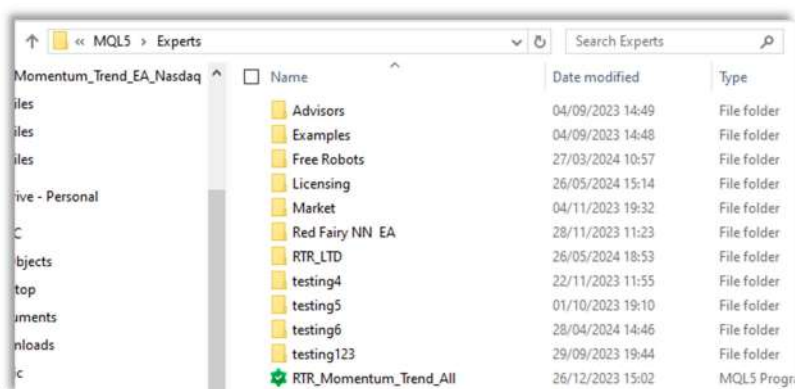 « MQL5 > Experts
Search Experts
Momentum_Trend_EA_Nasdaq
Name Date modified Type
iles
Advisors 04/09/2023 14:49 File folder
iles
Examples 04/09/2023 14:48 File folder
iles
Free Robots 27/03/2024 10:57 File folder
Licensing 26/05/2024 15:14 File folder
ive - Personal
Market 04/11/2023 19:32 File folder
C
Red Fairy NN EA 28/11/2023 11:23 File folder
bjects
RTR_LTD 26/05/2024 18:53 File folder
top
testing4 22/11/2023 11:55 File folder
uments
testing5 01/10/2023 19:10 File folder
testing6 28/04/2024 14:46 File folder
nloads
testing123 29/09/2023 19:44 File folder
ic
RTR_Momentum_Trend_All 26/12/2023 15:02 MQL5 Progra